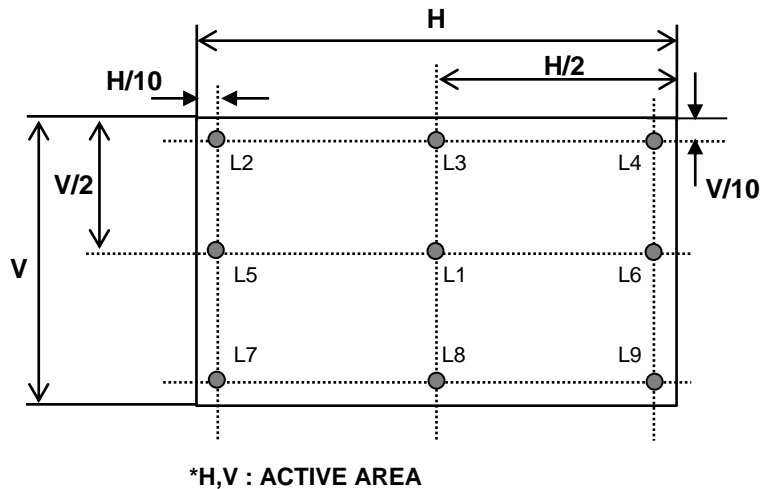 H
H/10
H/2
L2 L3 L4
V/2
V/10
V
L5 L1 L6
L7 L8 L9
*H,V : ACTIVE AREA